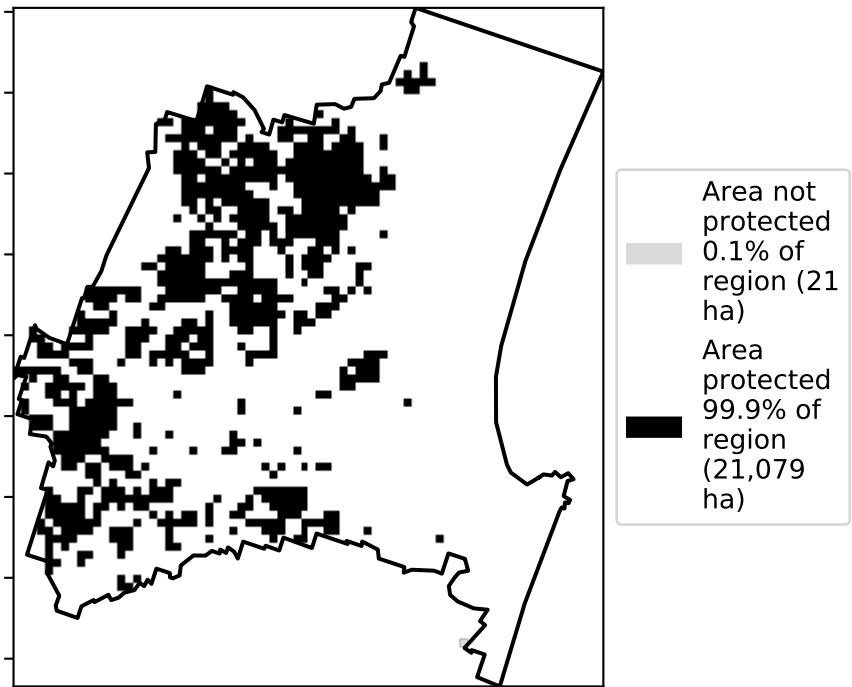 Area not
protected
0.1% of
region (21
ha)
Area
protected
99.9% of
region
(21,079
ha)